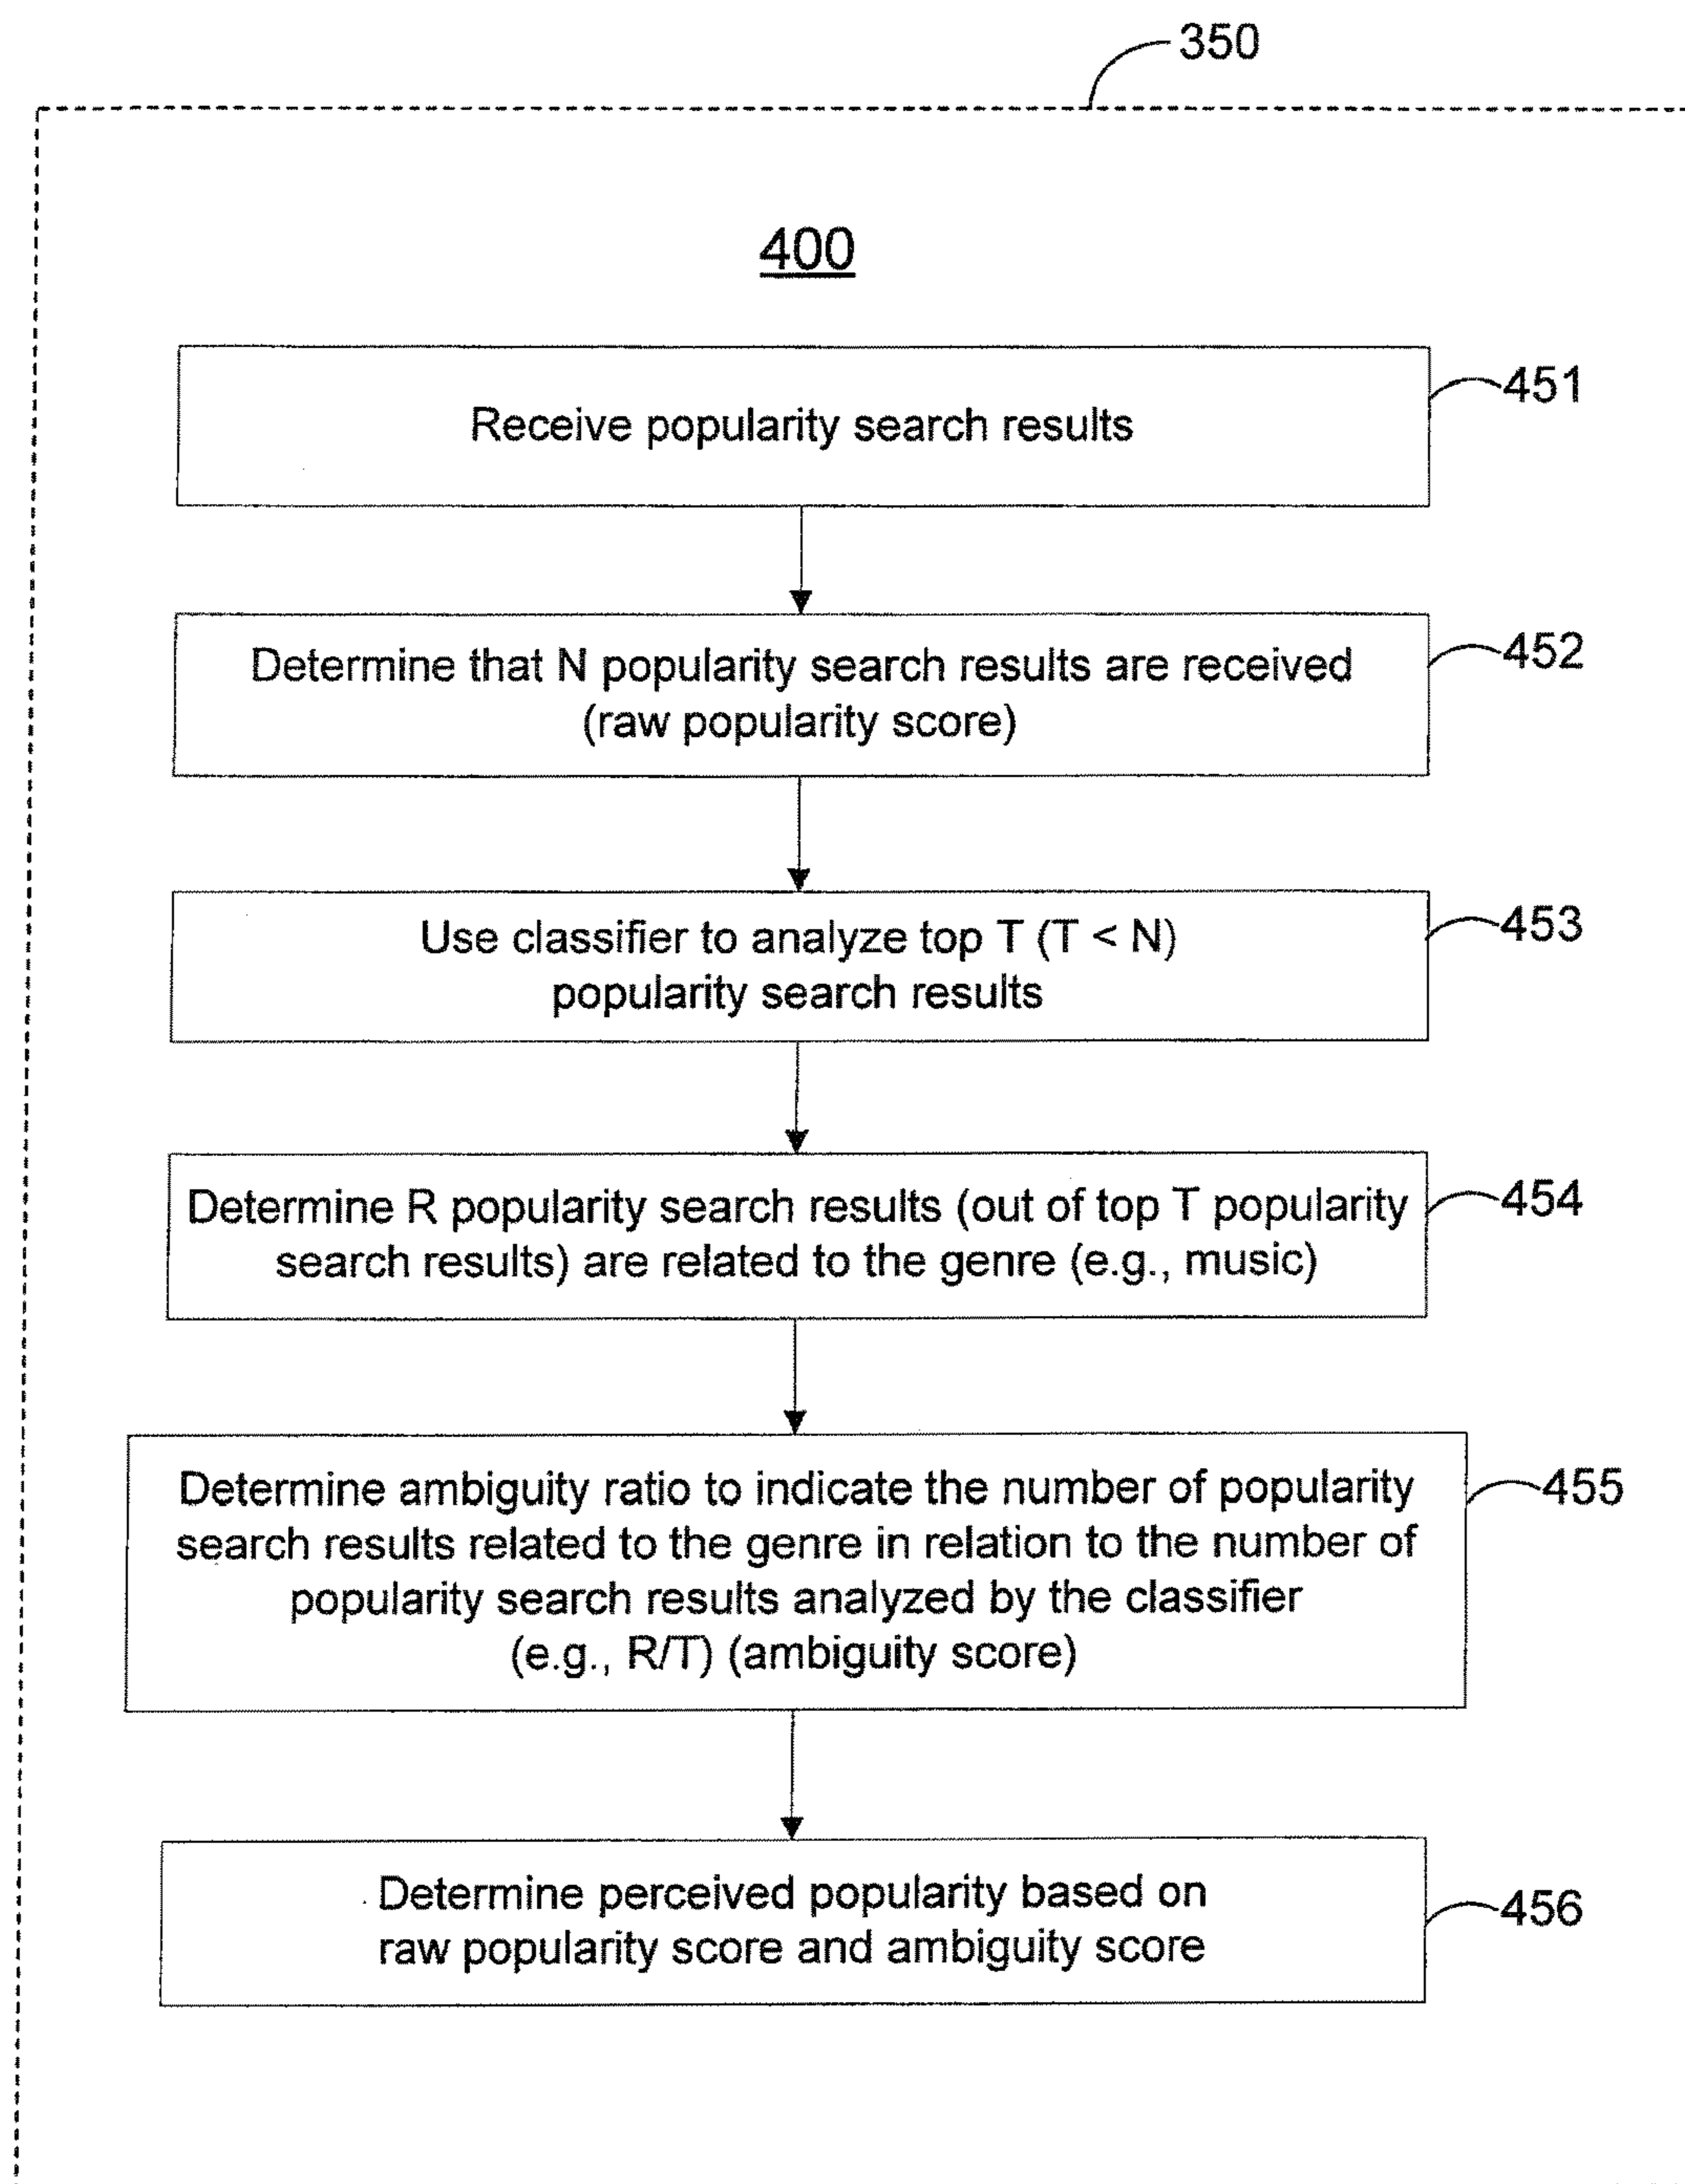 350
400
Receive popularity search results
451
Determine that N popularity search results are received
(raw popularity score)
452
Use classifier to analyze top T (T < N)
popularity search results
453
Determine R popularity search results (out of top T popularity
search results) are related to the genre (e.g., music)
454
Determine ambiguity ratio to indicate the number of popularity
search results related to the genre in relation to the number of
popularity search results analyzed by the classifier
(e.g., R/T) (ambiguity score)
455
Determine perceived popularity based on
raw popularity score and ambiguity score
456